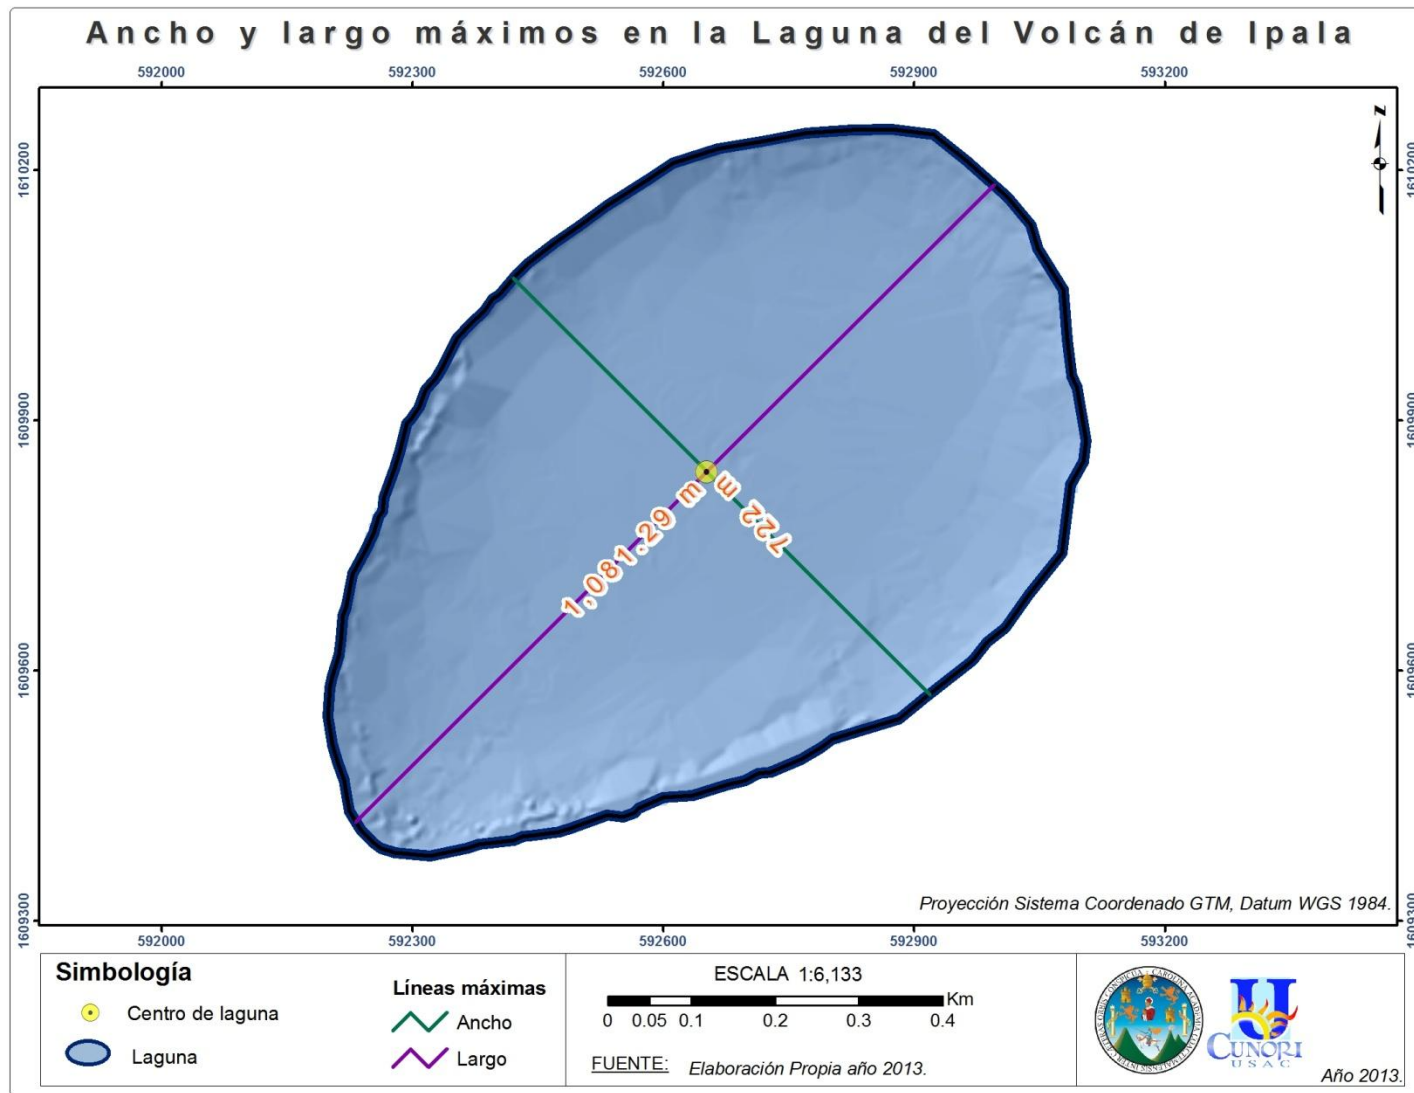 Ancho y largo máximos en la Laguna del Volcán de Ipala
592000 592300 592600 592900 593200
N
1610200 1610200
1609900 1609900
1,081.29 m
722 m
1609600 1609600
Proyección Sistema Coordenado GTM, Datum WGS 1984.
1609300 1609300
592000 592300 592600 592900 593200
Simbología
Centro de laguna
Laguna
Líneas máximas
Ancho
Largo
ESCALA 1:6,133
Km
0 0.05 0.1 0.2 0.3 0.4
FUENTE: Elaboración Propia año 2013.
CUNORI
USAC
Año 2013.